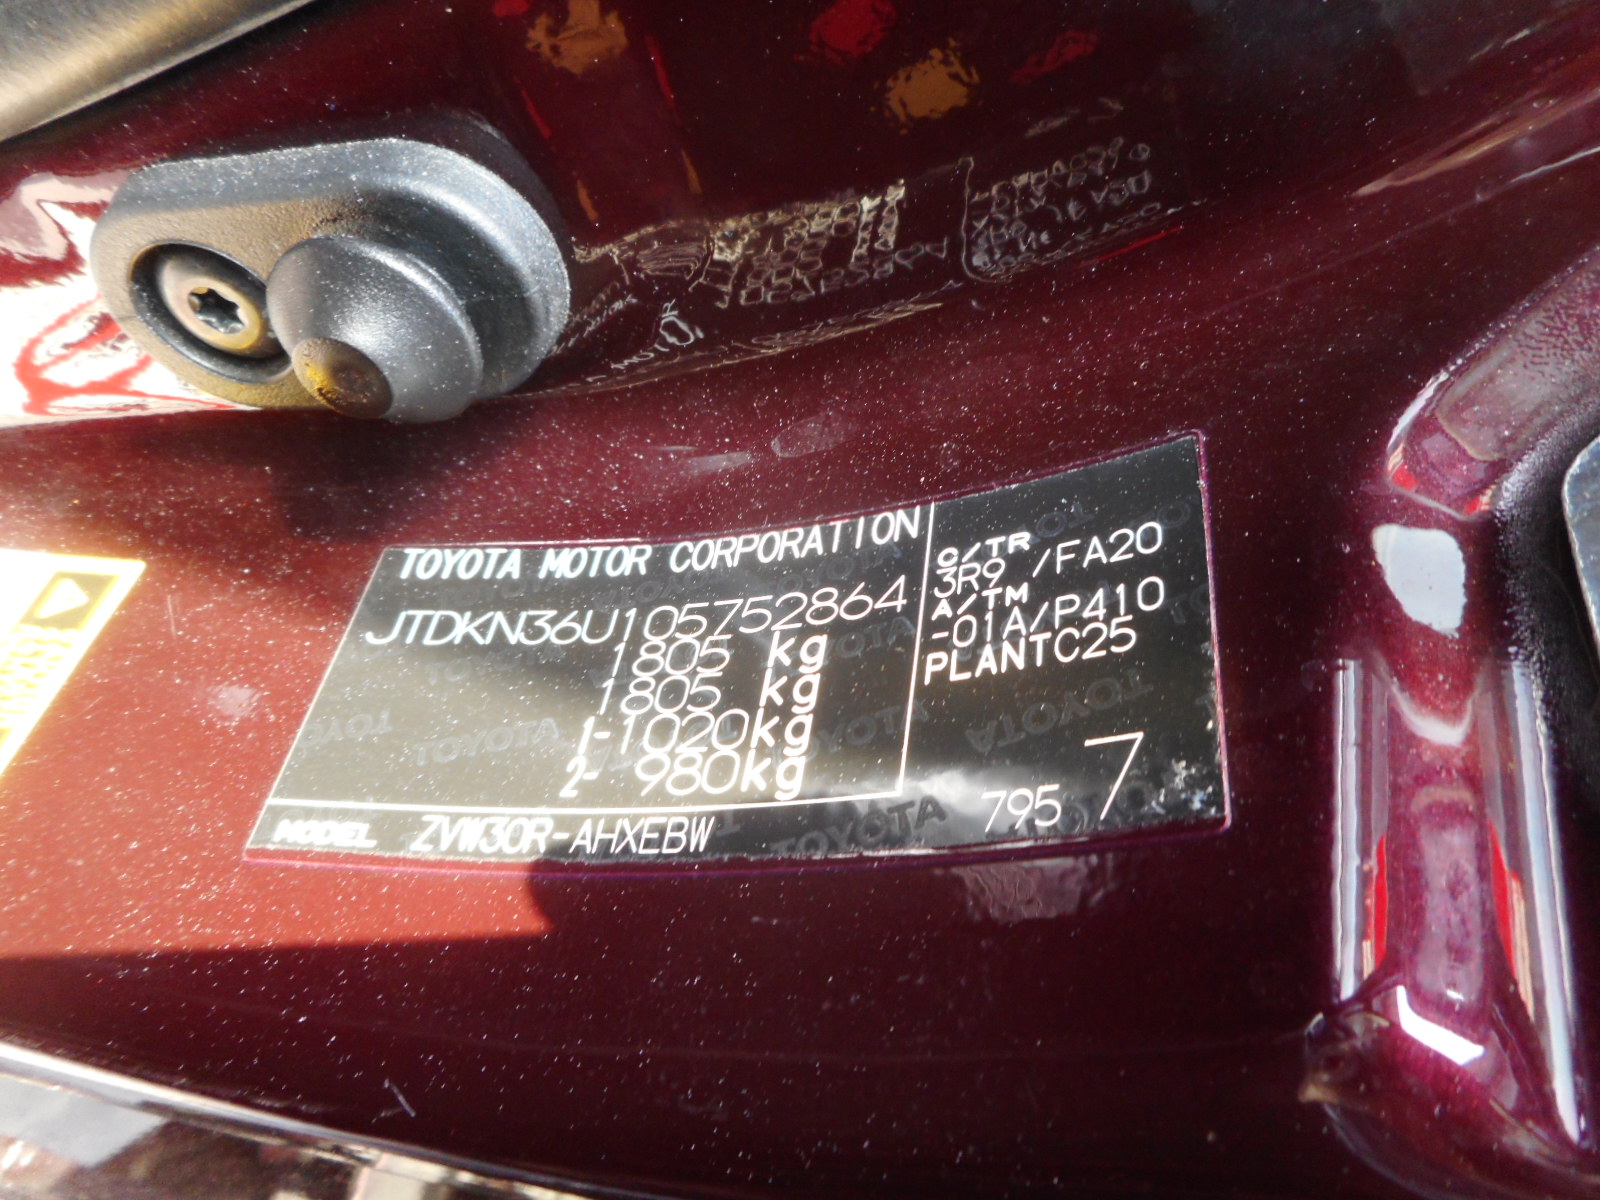 TOYOTA MOTOR CORPORATION
JTDKN36U105752864
1805 kg
1805 kg
1-1020kg
2- 980kg
C/TR
3R9 /FA20
A/TM
-01A/P410
PLANTC25
795 7
MODEL ZVW30R-AHXEBW